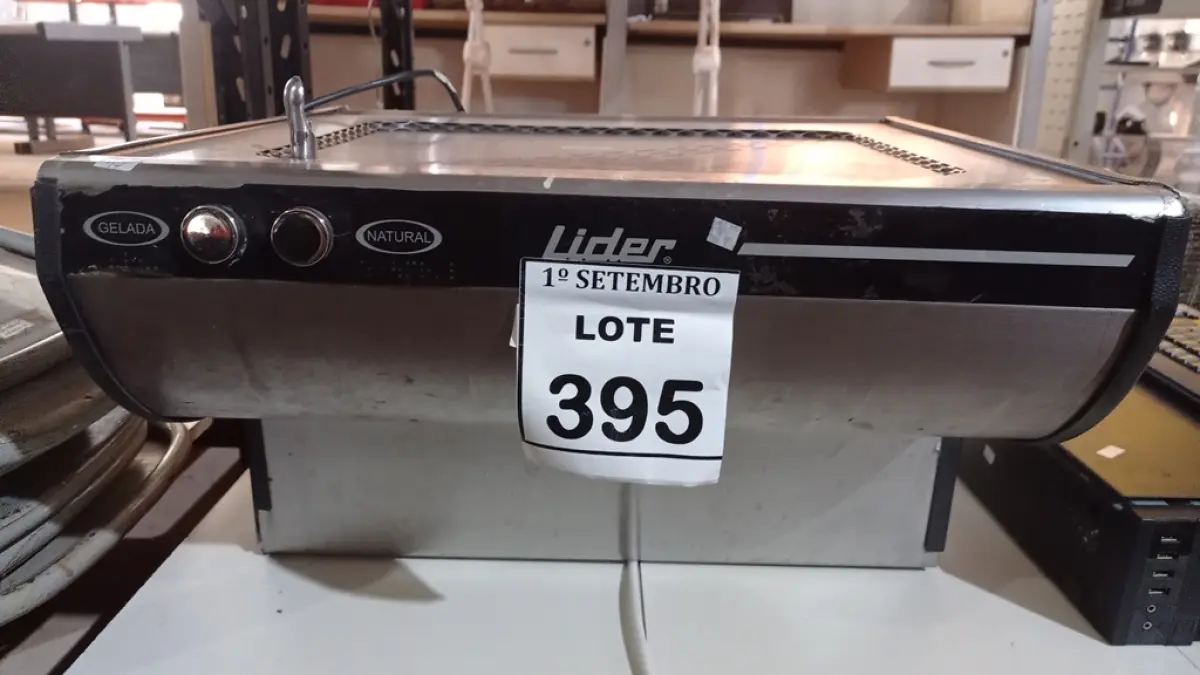 GELADA
NATURAL
Lider®
1º SETEMBRO
LOTE
395